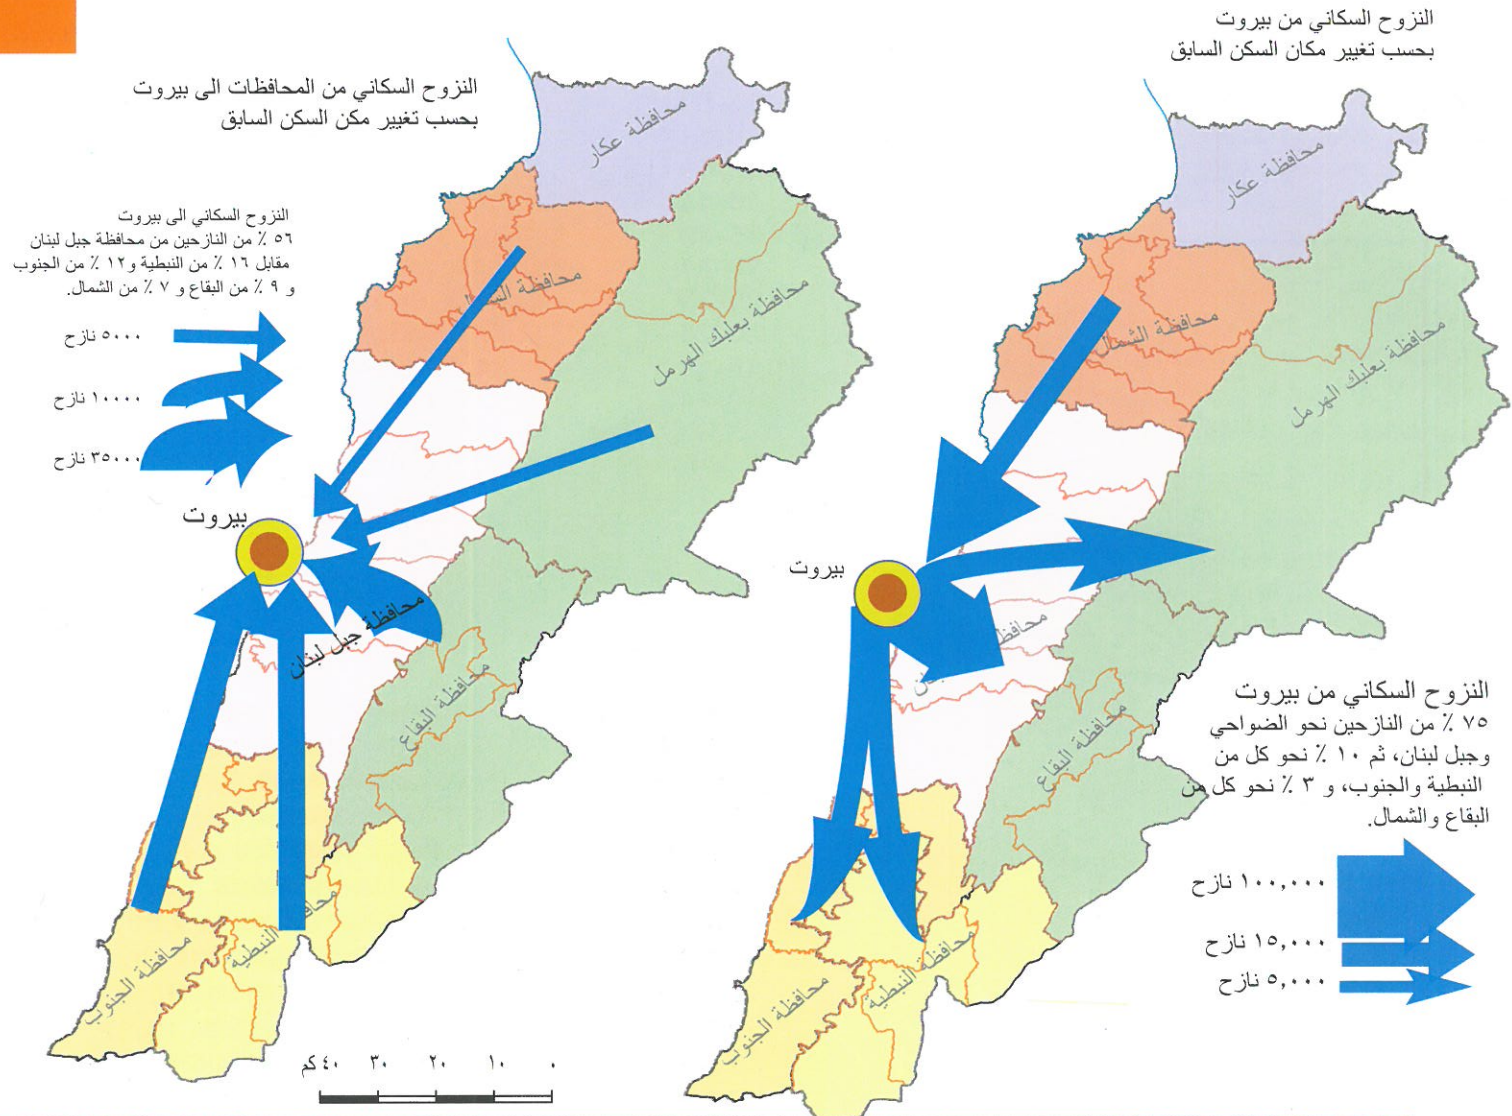 النزوح السكاني من بيروت
بحسب تغيير مكان السكن السابق
النزوح السكاني من المحافظات الى بيروت
بحسب تغيير مكن السكن السابق
النزوح السكاني الى بيروت
٥٦ ٪ من النازحين من محافظة جبل لبنان
مقابل ١٦ ٪ من النبطية و١٢ ٪ من الجنوب
و ٩ ٪ من البقاع و ٧ ٪ من الشمال.
٥٠٠٠ نازح
١٠٠٠٠ نازح
٣٥٠٠٠ نازح
محافظة عكار
محافظة الشمال
محافظة بعلبك الهرمل
بيروت
محافظة جبل لبنان
محافظة البقاع
محافظة النبطية
محافظة الجنوب
٠ ١٠ ٢٠ ٣٠ ٤٠ كم
محافظة عكار
محافظة الشمال
محافظة بعلبك الهرمل
بيروت
محافظة البقاع
محافظة النبطية
محافظة الجنوب
النزوح السكاني من بيروت
٧٥ ٪ من النازحين نحو الضواحي
وجبل لبنان، ثم ١٠ ٪ نحو كل من
النبطية والجنوب، و ٣ ٪ نحو كل من
البقاع والشمال.
١٠٠,٠٠٠ نازح
١٥,٠٠٠ نازح
٥,٠٠٠ نازح